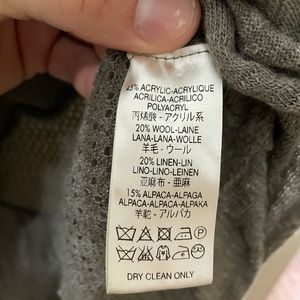 45% ACRYLIC-ACRYLIQUE
ACRILICA-ACRILICO
POLYACRYL
丙烯酸 - アクリル系
20% WOOL-LAINE
LANA-LANA-WOLLE
羊毛 - ウール
20% LINEN-LIN
LINO-LINO-LEINEN
亚麻布 - 亜麻
15% ALPACA-ALPAGA
ALPACA-ALPACA-ALPAKA
羊驼 - アルパカ
DRY CLEAN ONLY